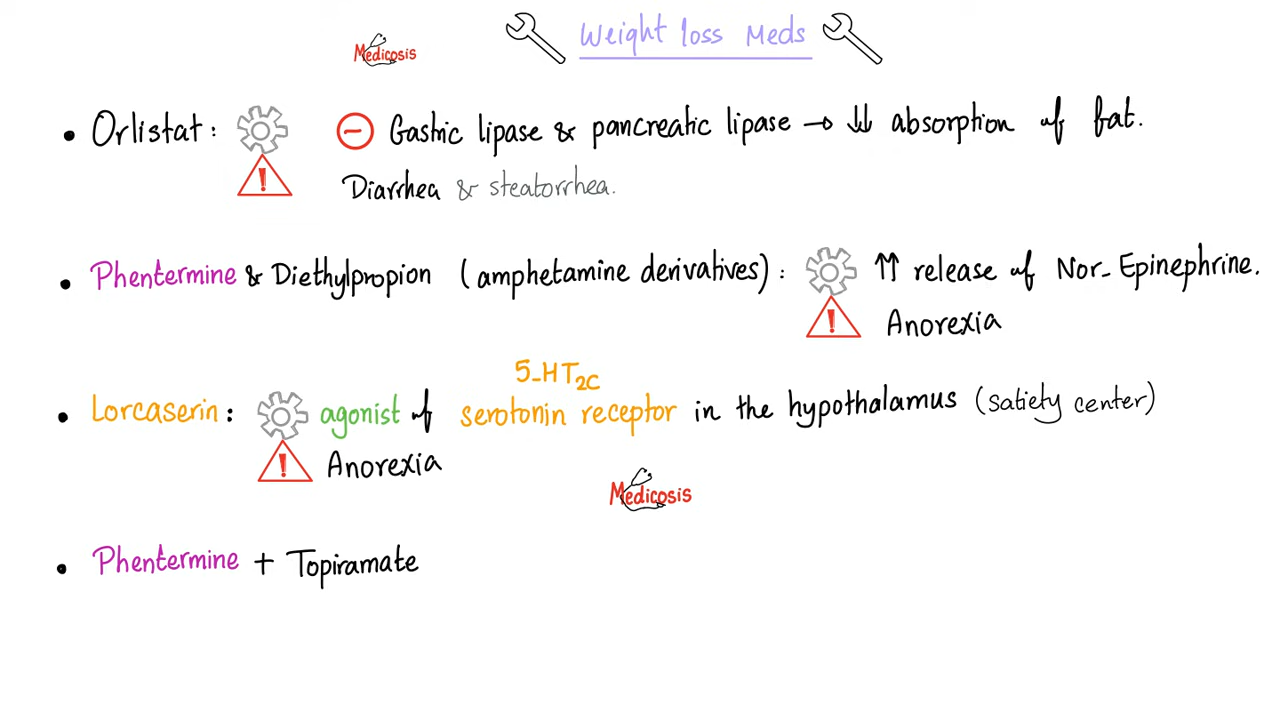 Weight loss Meds
Medicosis
• Orlistat: ⊖ Gastric lipase & pancreatic lipase → ↓↓ absorption of fat.
! Diarrhea & steatorrhea.
• Phentermine & Diethylpropion (amphetamine derivatives): ↑↑ release of Nor-Epinephrine.
! Anorexia
5-HT2C
• Lorcaserin: agonist of serotonin receptor in the hypothalamus (satiety center)
! Anorexia
Medicosis
• Phentermine + Topiramate